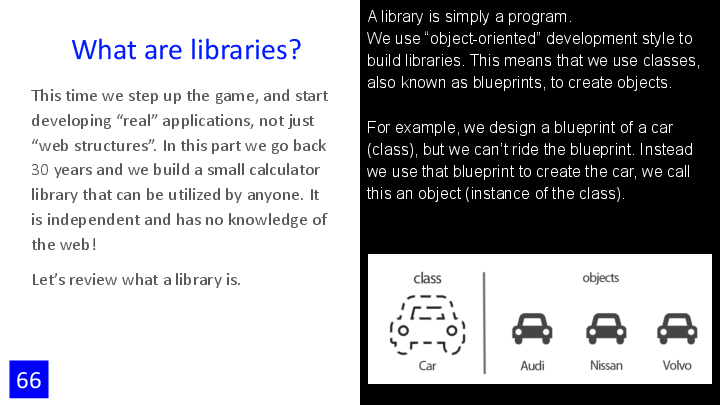 What are libraries?
This time we step up the game, and start
developing “real” applications, not just
“web structures”. In this part we go back
30 years and we build a small calculator
library that can be utilized by anyone. It
is independent and has no knowledge of
the web!
Let’s review what a library is.
66
A library is simply a program.
We use “object-oriented” development style to
build libraries. This means that we use classes,
also known as blueprints, to create objects.
For example, we design a blueprint of a car
(class), but we can’t ride the blueprint. Instead
we use that blueprint to create the car, we call
this an object (instance of the class).
class
objects
Car
Audi
Nissan
Volvo